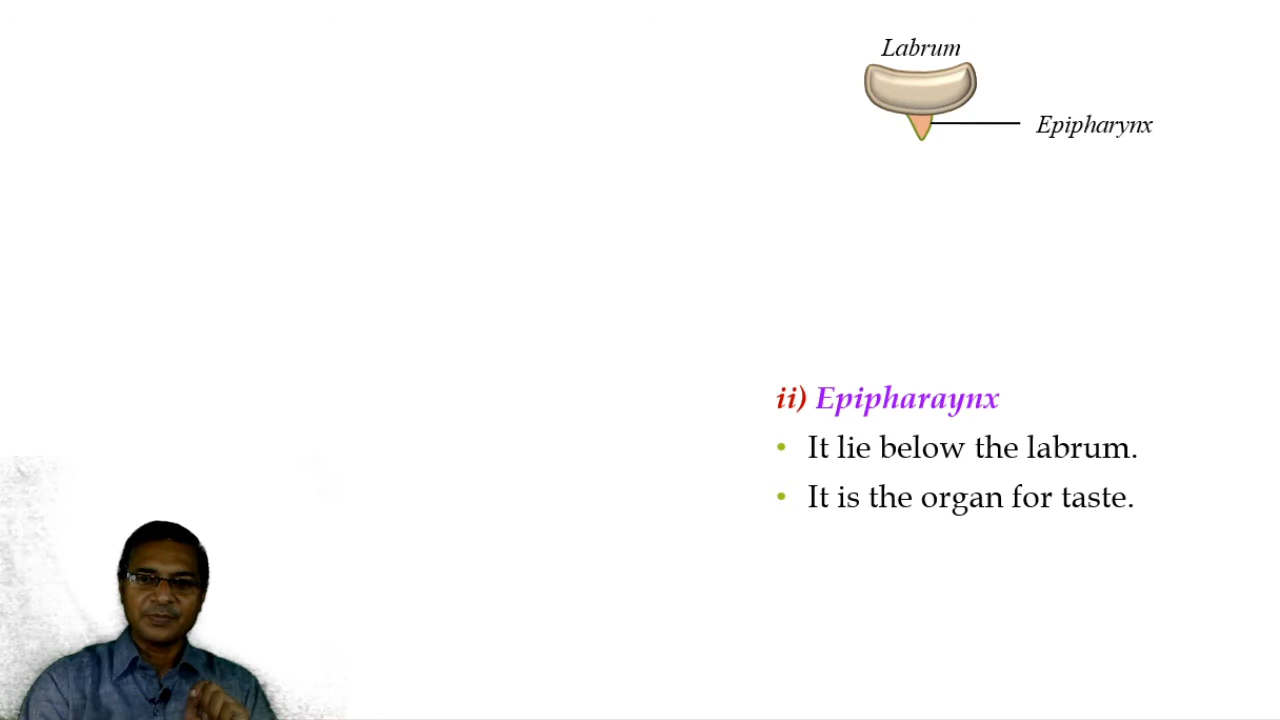 Labrum
Epipharynx
ii) Epipharaynx
• It lie below the labrum.
• It is the organ for taste.